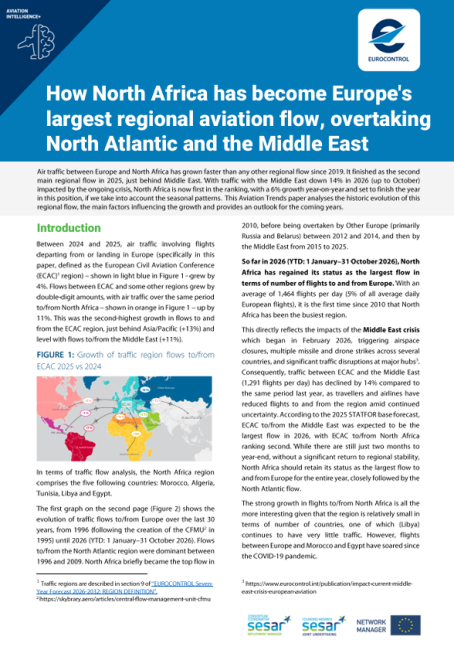 AVIATION
INTELLIGENCE+
EUROCONTROL
How North Africa has become Europe's
largest regional aviation flow, overtaking
North Atlantic and the Middle East
Air traffic between Europe and North Africa has grown faster than any other regional flow since 2019. It finished as the second
main regional flow in 2025, just behind Middle East. With traffic with the Middle East down 14% in 2026 (up to October)
impacted by the ongoing crisis, North Africa is now first in the ranking, with a 6% growth year-on-year and set to finish the year
in this position, if we take into account the seasonal patterns. This Aviation Trends paper analyses the historic evolution of this
regional flow, the main factors influencing the growth and provides an outlook for the coming years.
Introduction
Between 2024 and 2025, air traffic involving flights
departing from or landing in Europe (specifically in this
paper, defined as the European Civil Aviation Conference
(ECAC)¹ region) – shown in light blue in Figure 1 –grew by
4%. Flows between ECAC and some other regions grew by
double-digit amounts, with air traffic over the same period
to/from North Africa – shown in orange in Figure 1 – up by
11%. This was the second-highest growth in flows to and
from the ECAC region, just behind Asia/Pacific (+13%) and
level with flows to/from the Middle East (+11%).
FIGURE 1: Growth of traffic region flows to/from
ECAC 2025 vs 2024
In terms of traffic flow analysis, the North Africa region
comprises the five following countries: Morocco, Algeria,
Tunisia, Libya and Egypt.
The first graph on the second page (Figure 2) shows the
evolution of traffic flows to/from Europe over the last 30
years, from 1996 (following the creation of the CFMU² in
1995) until 2026 (YTD: 1 January–31 October 2026). Flows
to/from the North Atlantic region were dominant between
1996 and 2009. North Africa briefly became the top flow in
¹ Traffic regions are described in section 9 of "EUROCONTROL Seven-
Year Forecast 2026-2032: REGION DEFINITION".
² https://skybrary.aero/articles/central-flow-management-unit-cfmu
2010, before being overtaken by Other Europe (primarily
Russia and Belarus) between 2012 and 2014, and then by
the Middle East from 2015 to 2025.
So far in 2026 (YTD: 1 January–31 October 2026), North
Africa has regained its status as the largest flow in
terms of number of flights to and from Europe. With an
average of 1,464 flights per day (5% of all average daily
European flights), it is the first time since 2010 that North
Africa has been the busiest region.
This directly reflects the impacts of the Middle East crisis
which began in February 2026, triggering airspace
closures, multiple missile and drone strikes across several
countries, and significant traffic disruptions at major hubs³.
Consequently, traffic between ECAC and the Middle East
(1,291 flights per day) has declined by 14% compared to
the same period last year, as travellers and airlines have
reduced flights to and from the region amid continued
uncertainty. According to the 2025 STATFOR base forecast,
ECAC to/from the Middle East was expected to be the
largest flow in 2026, with ECAC to/from North Africa
ranking second. While there are still just two months to
year-end, without a significant return to regional stability,
North Africa should retain its status as the largest flow to
and from Europe for the entire year, closely followed by the
North Atlantic flow.
The strong growth in flights to/from North Africa is all the
more interesting given that the region is relatively small in
terms of number of countries, one of which (Libya)
continues to have very little traffic. However, flights
between Europe and Morocco and Egypt have soared since
the COVID-19 pandemic.
³ https://www.eurocontrol.int/publication/impact-current-middle-
east-crisis-european-aviation
sesar
DEPLOYMENT MANAGER
sesar
JOINT UNDERTAKING
NETWORK
MANAGER